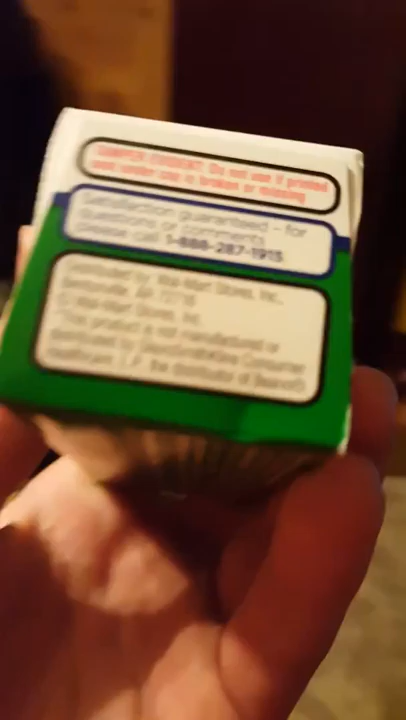 TAMPER EVIDENT: Do not use if printed
seal under cap is broken or missing
Satisfaction guaranteed – for
questions or comments
please call 1-888-287-1915
Distributed by: Wal-Mart Stores, Inc.,
Bentonville, AR 72716
© Wal-Mart Stores, Inc.
*This product is not manufactured or
distributed by GlaxoSmithKline Consumer
Healthcare, L.P., the distributor of